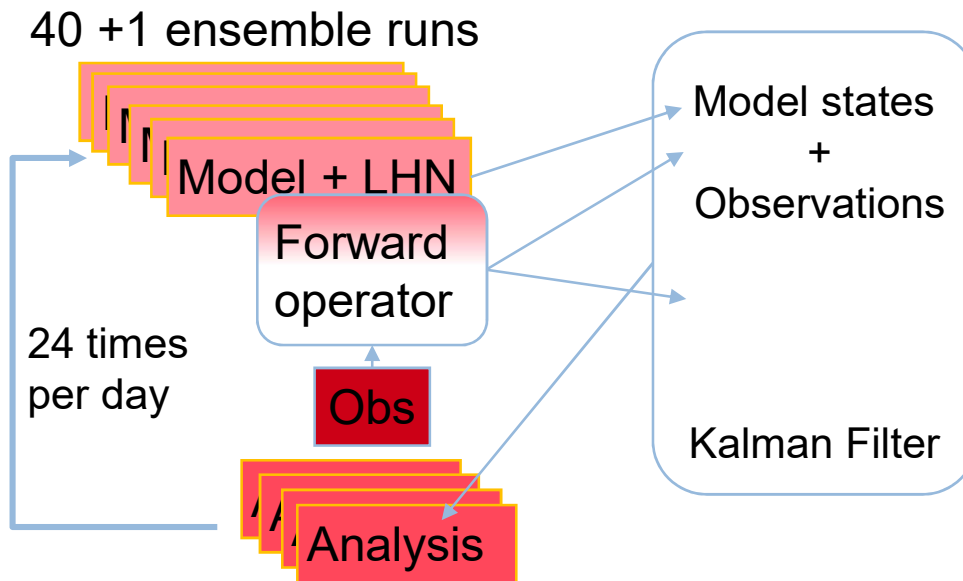 40 +1 ensemble runs
Model + LHN
Forward
operator
Obs
24 times
per day
Analysis
Model states
+
Observations
Kalman Filter